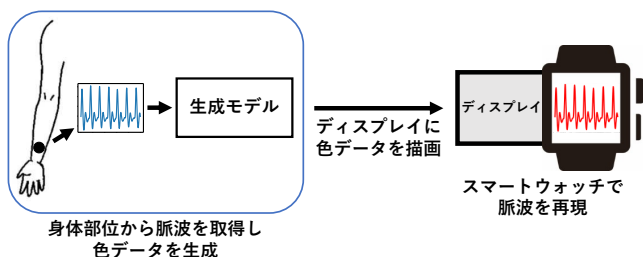 生成モデル
身体部位から脈波を取得し
色データを生成
ディスプレイに
色データを描画
ディスプレイ
スマートウォッチで
脈波を再現